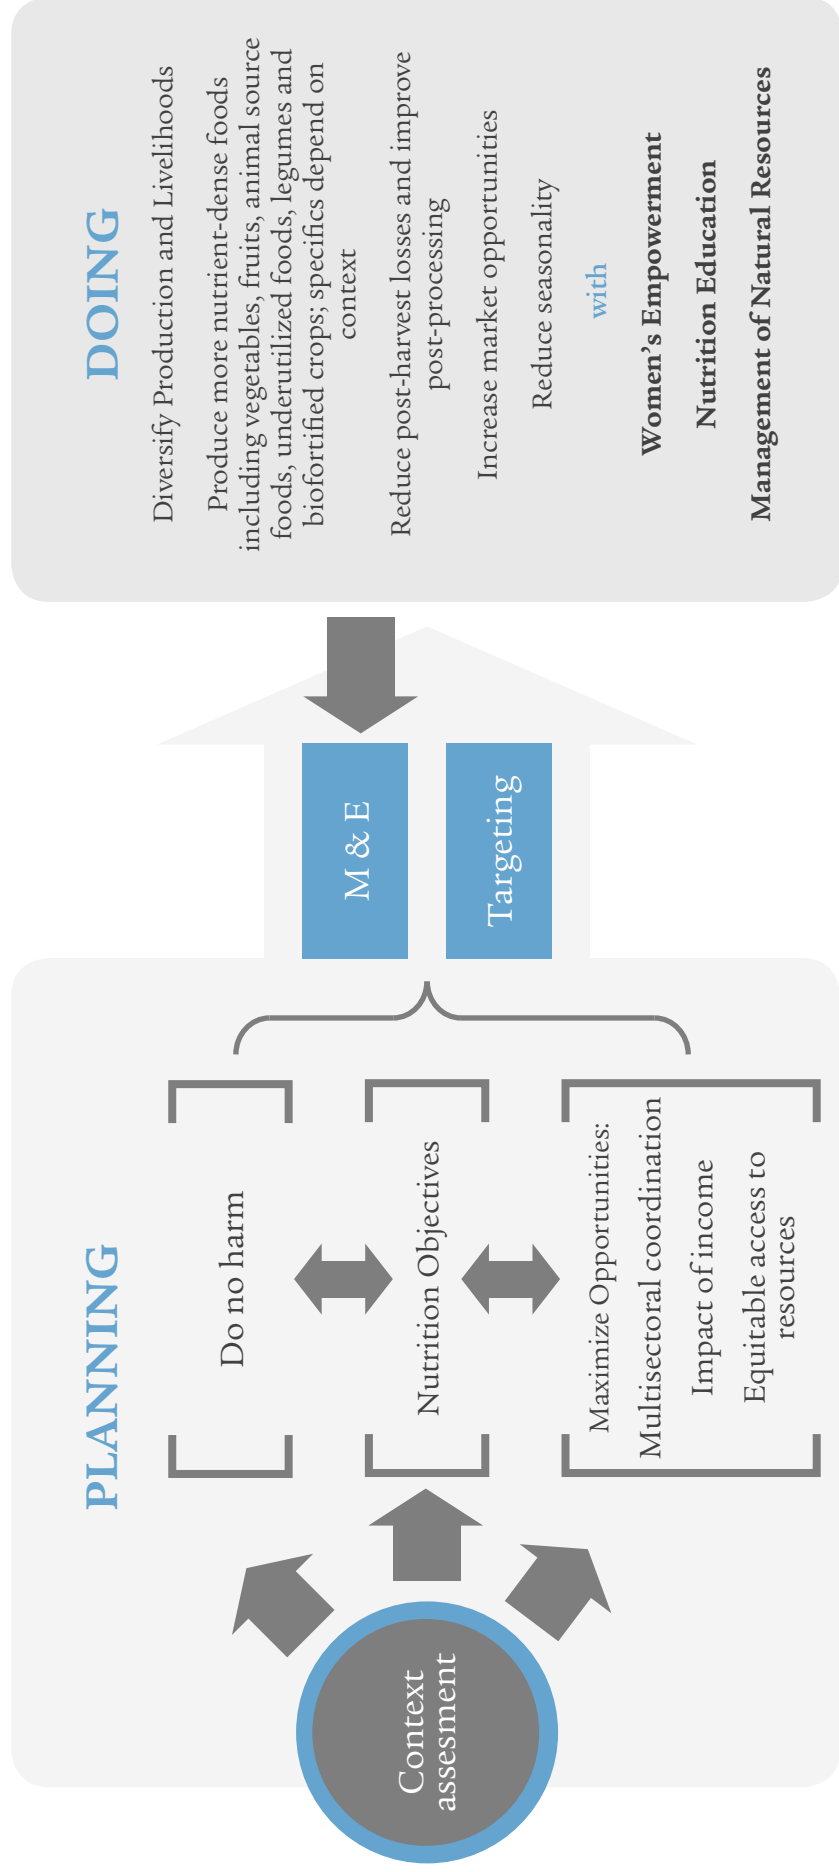 PLANNING
Context
assesment
Do no harm
Nutrition Objectives
Maximize Opportunities:
Multisectoral coordination
Impact of income
Equitable access to
resources
M & E
Targeting
DOING
Diversify Production and Livelihoods
Produce more nutrient-dense foods
including vegetables, fruits, animal source
foods, underutilized foods, legumes and
biofortified crops; specifics depend on
context
Reduce post-harvest losses and improve
post-processing
Increase market opportunities
Reduce seasonality
with
Women's Empowerment
Nutrition Education
Management of Natural Resources